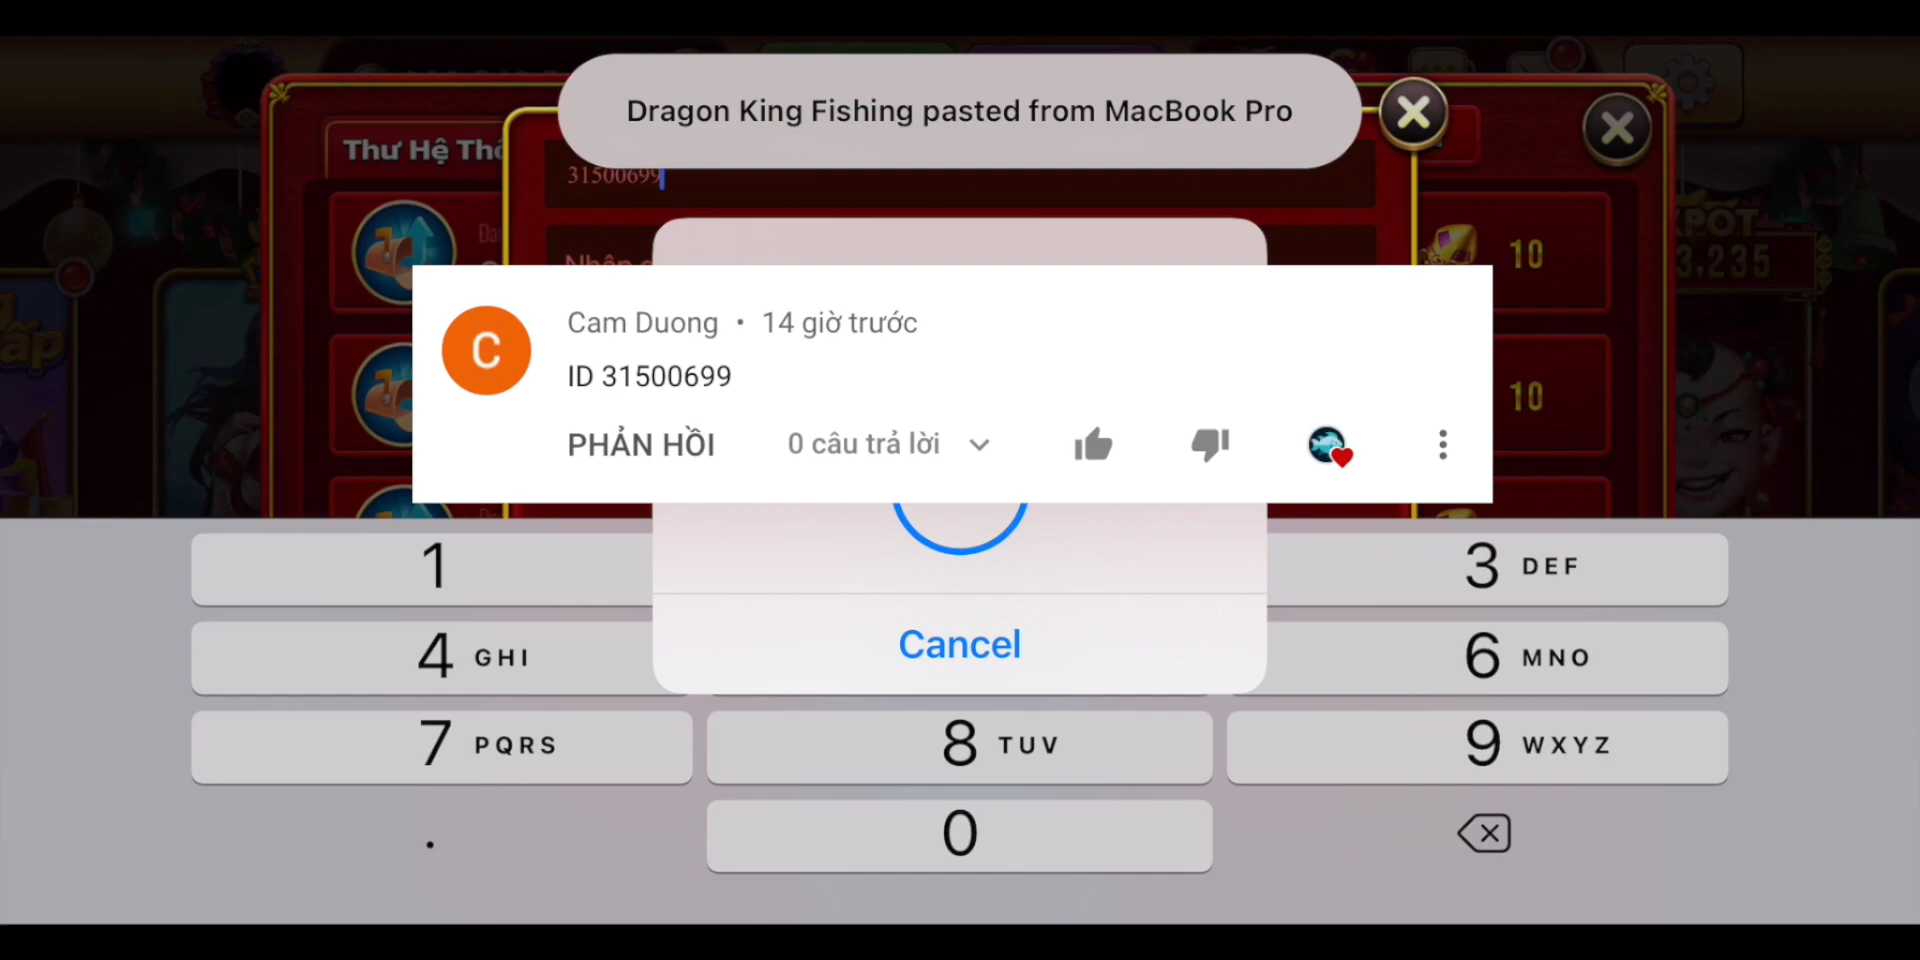 Dragon King Fishing pasted from MacBook Pro
Thư Hệ Thố
31500699
10
Cam Duong • 14 giờ trước
ID 31500699
PHẢN HỒI 0 câu trả lời
10
1
3 DEF
Cancel
4 GHI
6 MNO
7 PQRS
8 TUV
9 WXYZ
.
0